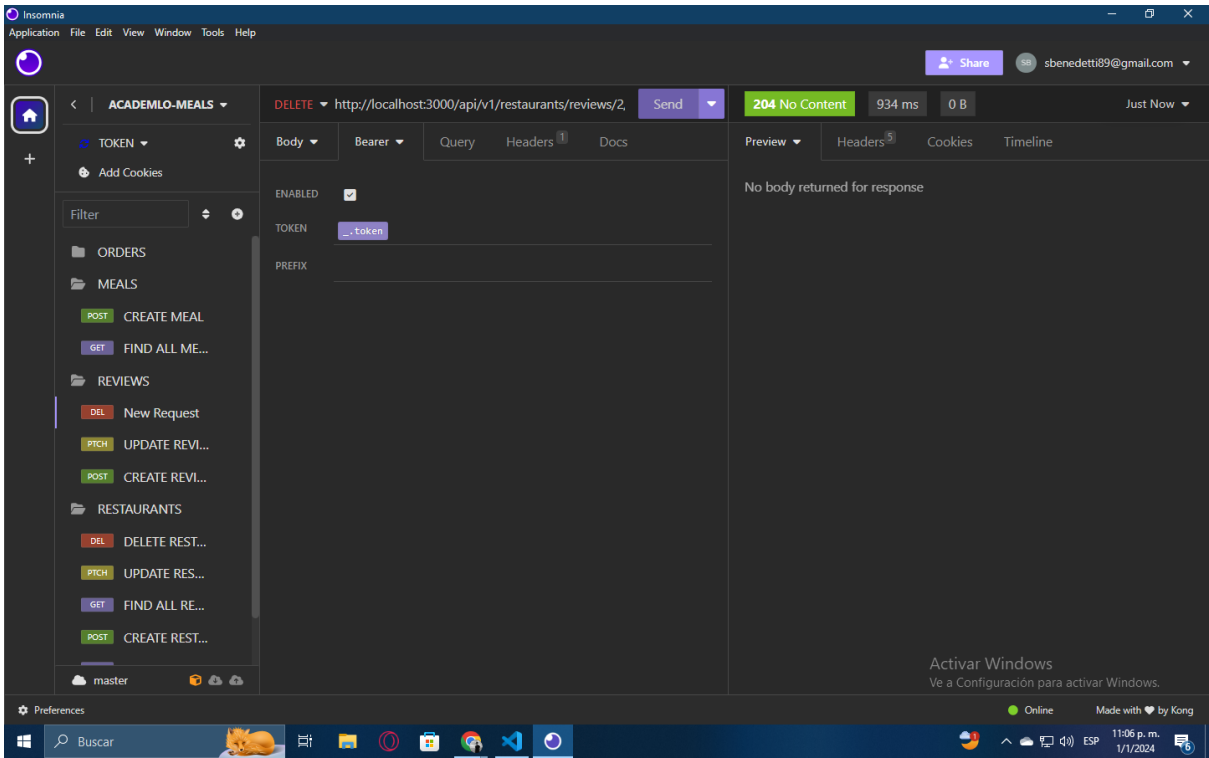 Insomnia
Application File Edit View Window Tools Help
Share
SB
sbenedetti89@gmail.com
ACADEMLO-MEALS
DELETE http://localhost:3000/api/v1/restaurants/reviews/2, Send
204 No Content 934 ms 0 B Just Now
TOKEN
Body Bearer Query Headers 1 Docs
Preview Headers 5 Cookies Timeline
Add Cookies
ENABLED
No body returned for response
Filter
TOKEN _.token
PREFIX
ORDERS
MEALS
POST CREATE MEAL
GET FIND ALL ME...
REVIEWS
DEL New Request
PTCH UPDATE REVI...
POST CREATE REVI...
RESTAURANTS
DEL DELETE REST...
PTCH UPDATE RES...
GET FIND ALL RE...
POST CREATE REST...
master
Activar Windows
Ve a Configuración para activar Windows.
Preferences
Online
Made with ♥ by Kong
Buscar
ESP
11:06 p. m.
1/1/2024
6